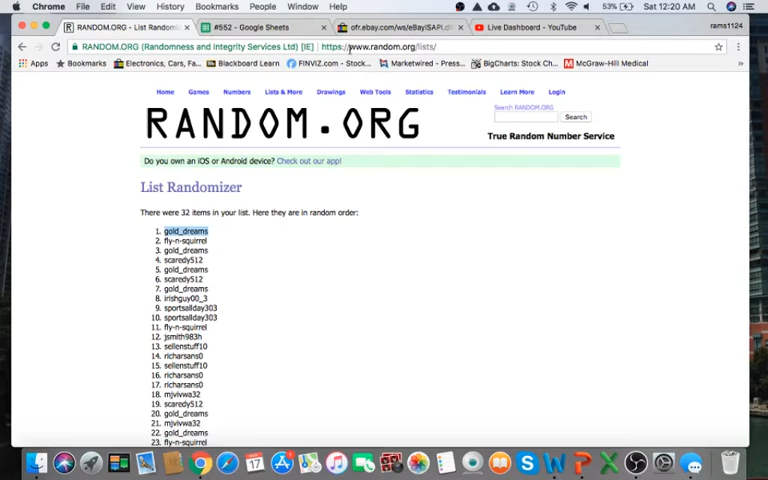 Chrome File Edit View History Bookmarks People Window Help 53% Sat 12:20 AM rams1124
RANDOM.ORG - List Randomi: #552 - Google Sheets ofr.ebay.com/ws/eBayISAPI.dll Live Dashboard - YouTube
RANDOM.ORG (Randomness and Integrity Services Ltd) [IE] https://www.random.org/lists/
Apps Bookmarks Electronics, Cars, Fa... Blackboard Learn FINVIZ.com - Stock... Marketwired - Press... BigCharts: Stock Ch... McGraw-Hill Medical
Home Games Numbers Lists & More Drawings Web Tools Statistics Testimonials Learn More Login
Search RANDOM.ORG
RANDOM.ORG
Search
True Random Number Service
Do you own an iOS or Android device? Check out our app!
List Randomizer
There were 32 items in your list. Here they are in random order:
1. gold_dreams
2. fly-n-squirrel
3. gold_dreams
4. scaredy512
5. gold_dreams
6. scaredy512
7. gold_dreams
8. irishguy00_3
9. sportsallday303
10. sportsallday303
11. fly-n-squirrel
12. jsmith983h
13. sellenstuff10
14. richarsan0
15. sellenstuff10
16. richarsan0
17. richarsan0
18. mjvivwa32
19. scaredy512
20. gold_dreams
21. mjvivwa32
22. gold_dreams
23. fly-n-squirrel
17